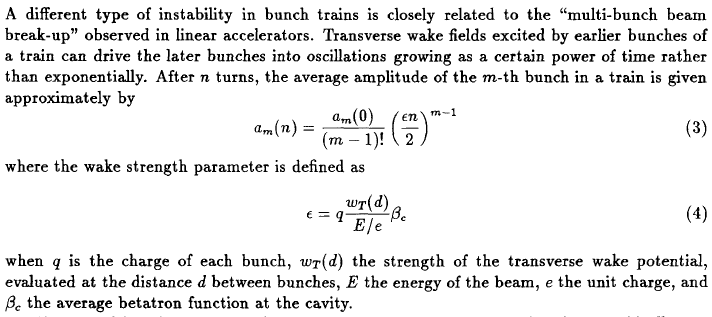 A different type of instability in bunch trains is closely related to the "multi-bunch beam
break-up" observed in linear accelerators. Transverse wake fields excited by earlier bunches of
a train can drive the later bunches into oscillations growing as a certain power of time rather
than exponentially. After n turns, the average amplitude of the m-th bunch in a train is given
approximately by
a_m(n) = \frac{a_m(0)}{(m − 1)!} \left( \frac{εn}{2} \right)^{m−1} (3)
where the wake strength parameter is defined as
ε = q \frac{w_T(d)}{E/e} β_c (4)
when q is the charge of each bunch, w_T(d) the strength of the transverse wake potential,
evaluated at the distance d between bunches, E the energy of the beam, e the unit charge, and
β_c the average betatron function at the cavity.